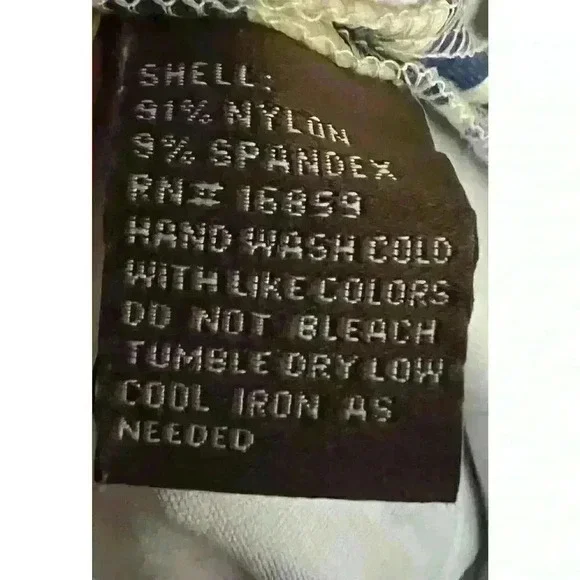 SHELL:
91% NYLON
9% SPANDEX
RN# 16859
HAND WASH COLD
WITH LIKE COLORS
DO NOT BLEACH
TUMBLE DRY LOW
COOL IRON AS
NEEDED